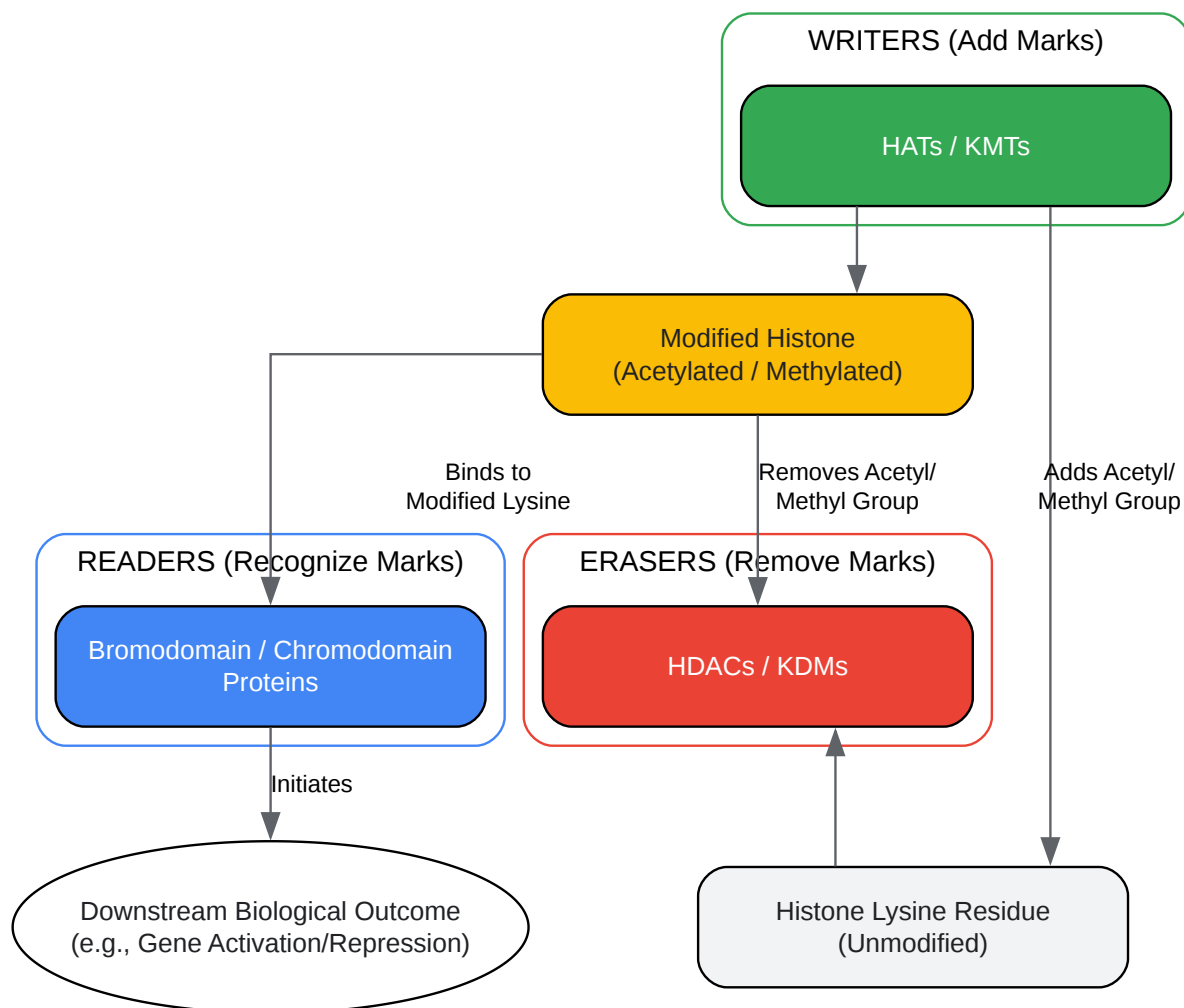 WRITERS (Add Marks)
HATs / KMTs
Modified Histone
(Acetylated / Methylated)
Binds to
Modified Lysine
Removes Acetyl/
Methyl Group
Adds Acetyl/
Methyl Group
READERS (Recognize Marks)
Bromodomain / Chromodomain
Proteins
ERASERS (Remove Marks)
HDACs / KDMs
Initiates
Downstream Biological Outcome
(e.g., Gene Activation/Repression)
Histone Lysine Residue
(Unmodified)